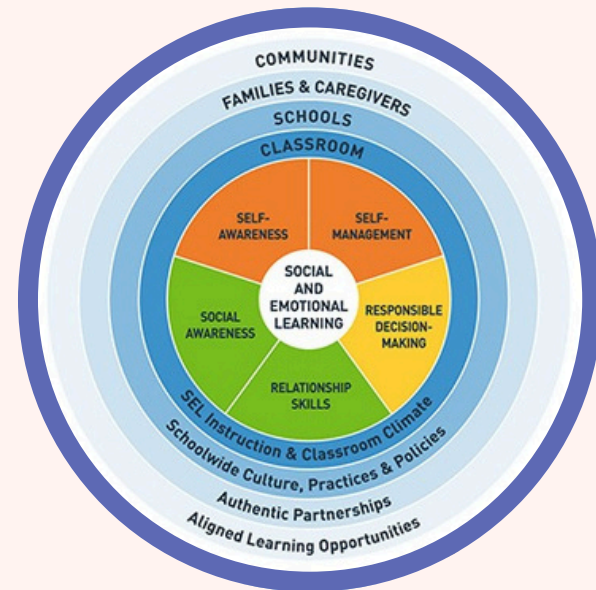 COMMUNITIES
FAMILIES & CAREGIVERS
SCHOOLS
CLASSROOM
SELF-
AWARENESS
SELF-
MANAGEMENT
SOCIAL
AND
EMOTIONAL
LEARNING
SOCIAL
AWARENESS
RESPONSIBLE
DECISION-
MAKING
RELATIONSHIP
SKILLS
SEL Instruction & Classroom Climate
Schoolwide Culture, Practices & Policies
Authentic Partnerships
Aligned Learning Opportunities